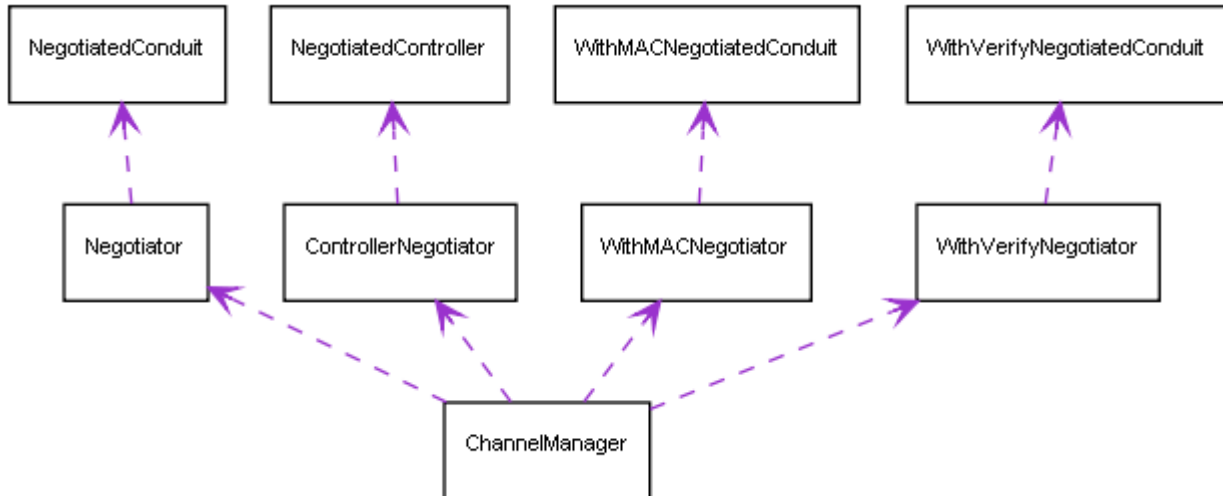 NegotiatedConduit
NegotiatedController
WithMACNegotiatedConduit
WithVerifyNegotiatedConduit
Negotiator
ControllerNegotiator
WithMACNegotiator
WithVerifyNegotiator
ChannelManager